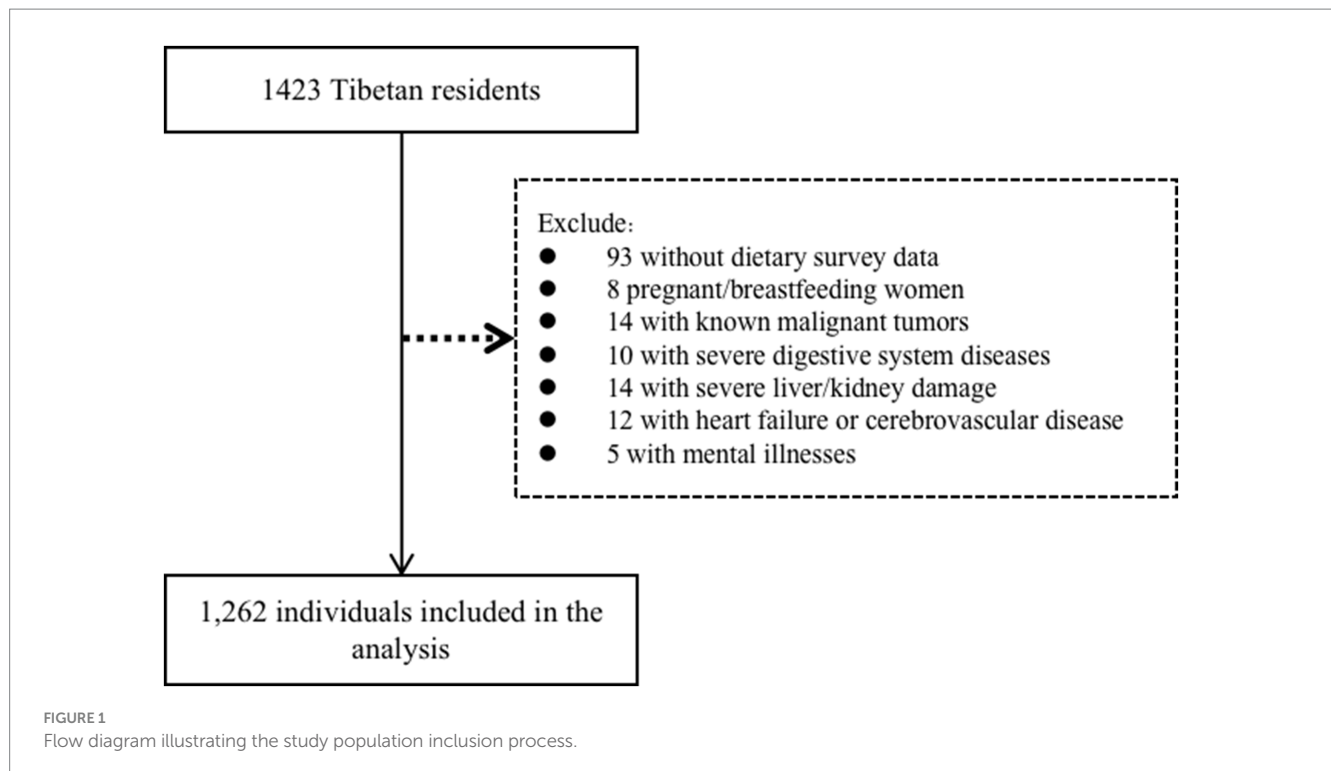 1423 Tibetan residents
Exclude:
● 93 without dietary survey data
● 8 pregnant/breastfeeding women
● 14 with known malignant tumors
● 10 with severe digestive system diseases
● 14 with severe liver/kidney damage
● 12 with heart failure or cerebrovascular disease
● 5 with mental illnesses
1,262 individuals included in the
analysis
FIGURE 1
Flow diagram illustrating the study population inclusion process.